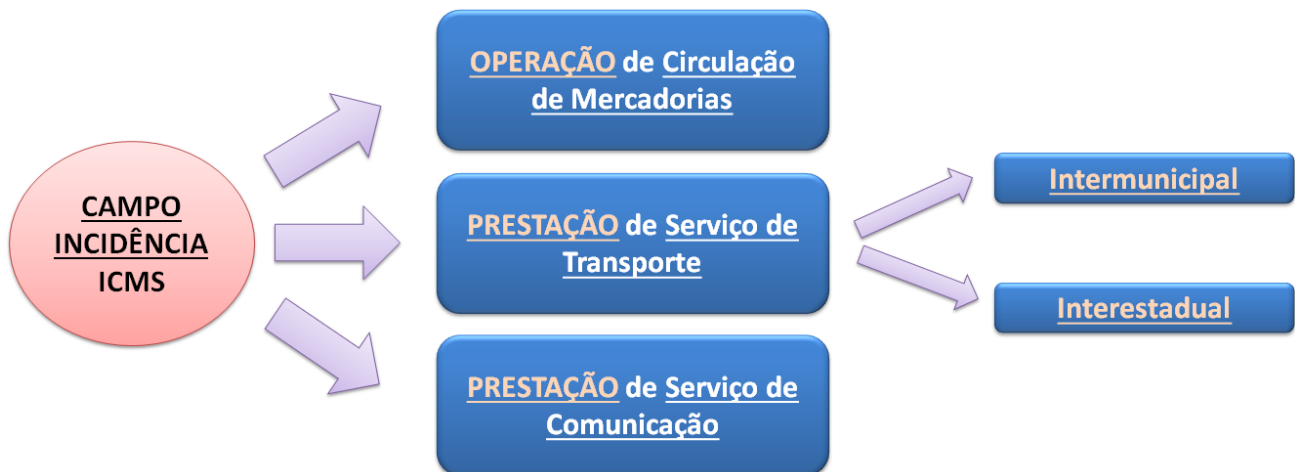 CAMPO
INCIDÊNCIA
ICMS
OPERAÇÃO de Circulação
de Mercadorias
PRESTAÇÃO de Serviço de
Transporte
Intermunicipal
Interestadual
PRESTAÇÃO de Serviço de
Comunicação